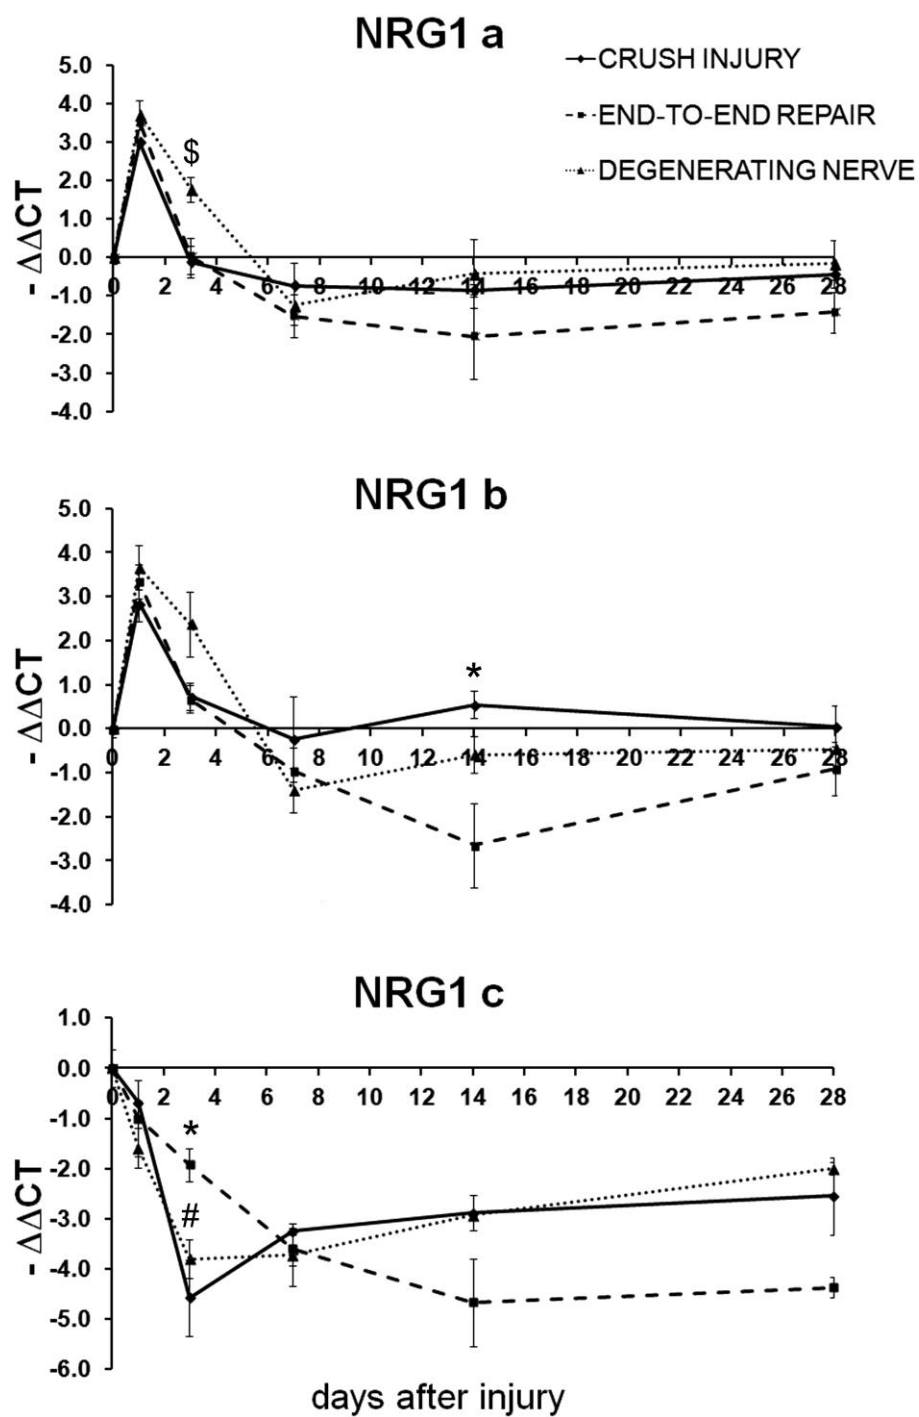 NRG1 a
CRUSH INJURY
END-TO-END REPAIR
DEGENERATING NERVE
- ΔΔCT
5.0
4.0
3.0
2.0
1.0
0.0
-1.0
-2.0
-3.0
-4.0
$
0 2 4 6 8 10 12 14 16 18 20 22 24 26 28
NRG1 b
- ΔΔCT
5.0
4.0
3.0
2.0
1.0
0.0
-1.0
-2.0
-3.0
-4.0
*
0 2 4 6 8 10 12 14 16 18 20 22 24 26 28
NRG1 c
- ΔΔCT
1.0
0.0
-1.0
-2.0
-3.0
-4.0
-5.0
-6.0
0 2 4 6 8 10 12 14 16 18 20 22 24 26 28
*
#
days after injury